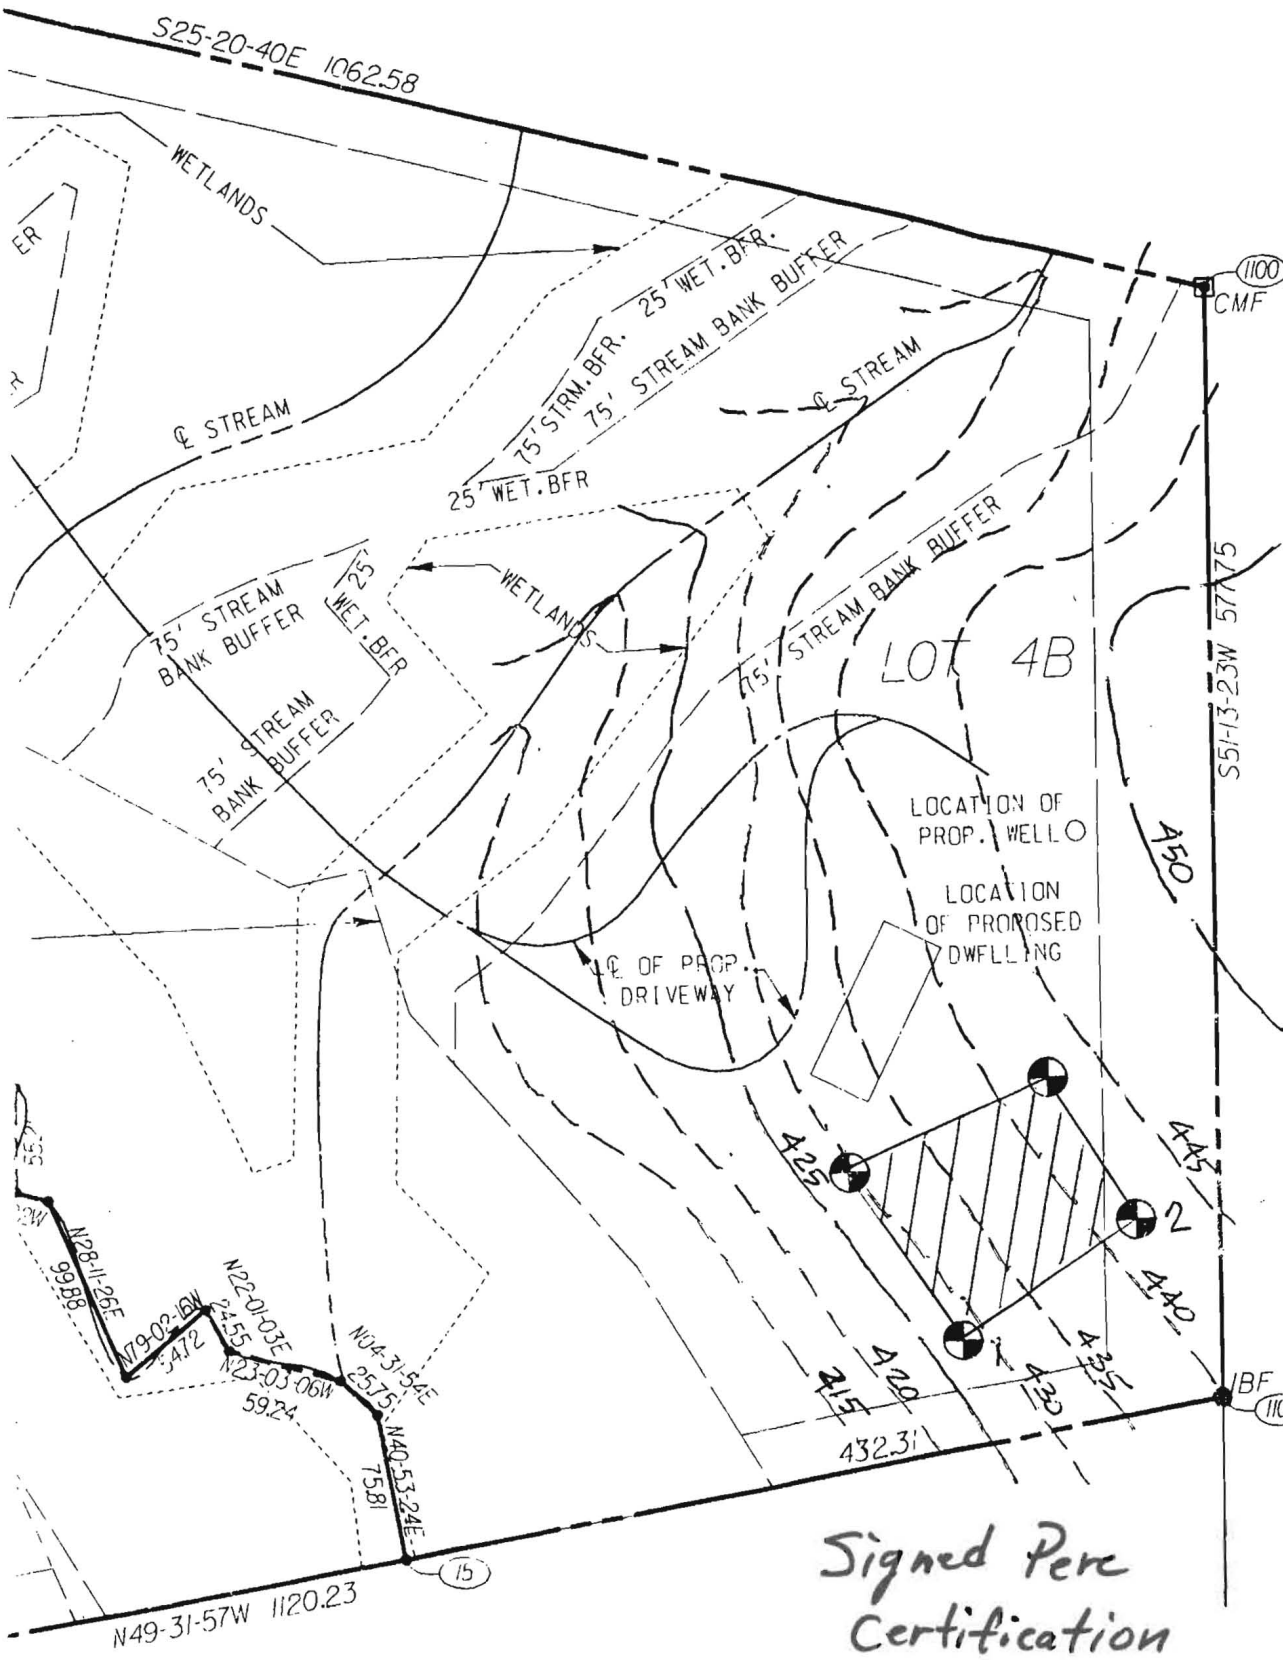 S25-20-40E 1062.58
WETLANDS
ER
25' WET.BFR.
75' STRM.BFR.
75' STREAM BANK BUFFER
1100
CMF
℄ STREAM
℄ STREAM
25' WET.BFR
75' STREAM BANK BUFFER
WETLANDS
25'
WET.BFR
75' STREAM
BANK BUFFER
75' STREAM
BANK BUFFER
LOT 4B
S51-13-23W 577.75
LOCATION OF
PROP. WELL
450
LOCATION
OF PROPOSED
DWELLING
℄ OF PROP.
DRIVEWAY
425
445
2
440
1
435
430
420
415
N28-11-26E
99.88
N79-02-16W
54.72
N22-01-03E
24.55
N23-03-06W
59.24
N04-31-54E
25.75
N40-53-24E
75.81
IBF
432.31
15
N49-31-57W 1120.23
Signed Perc
Certification